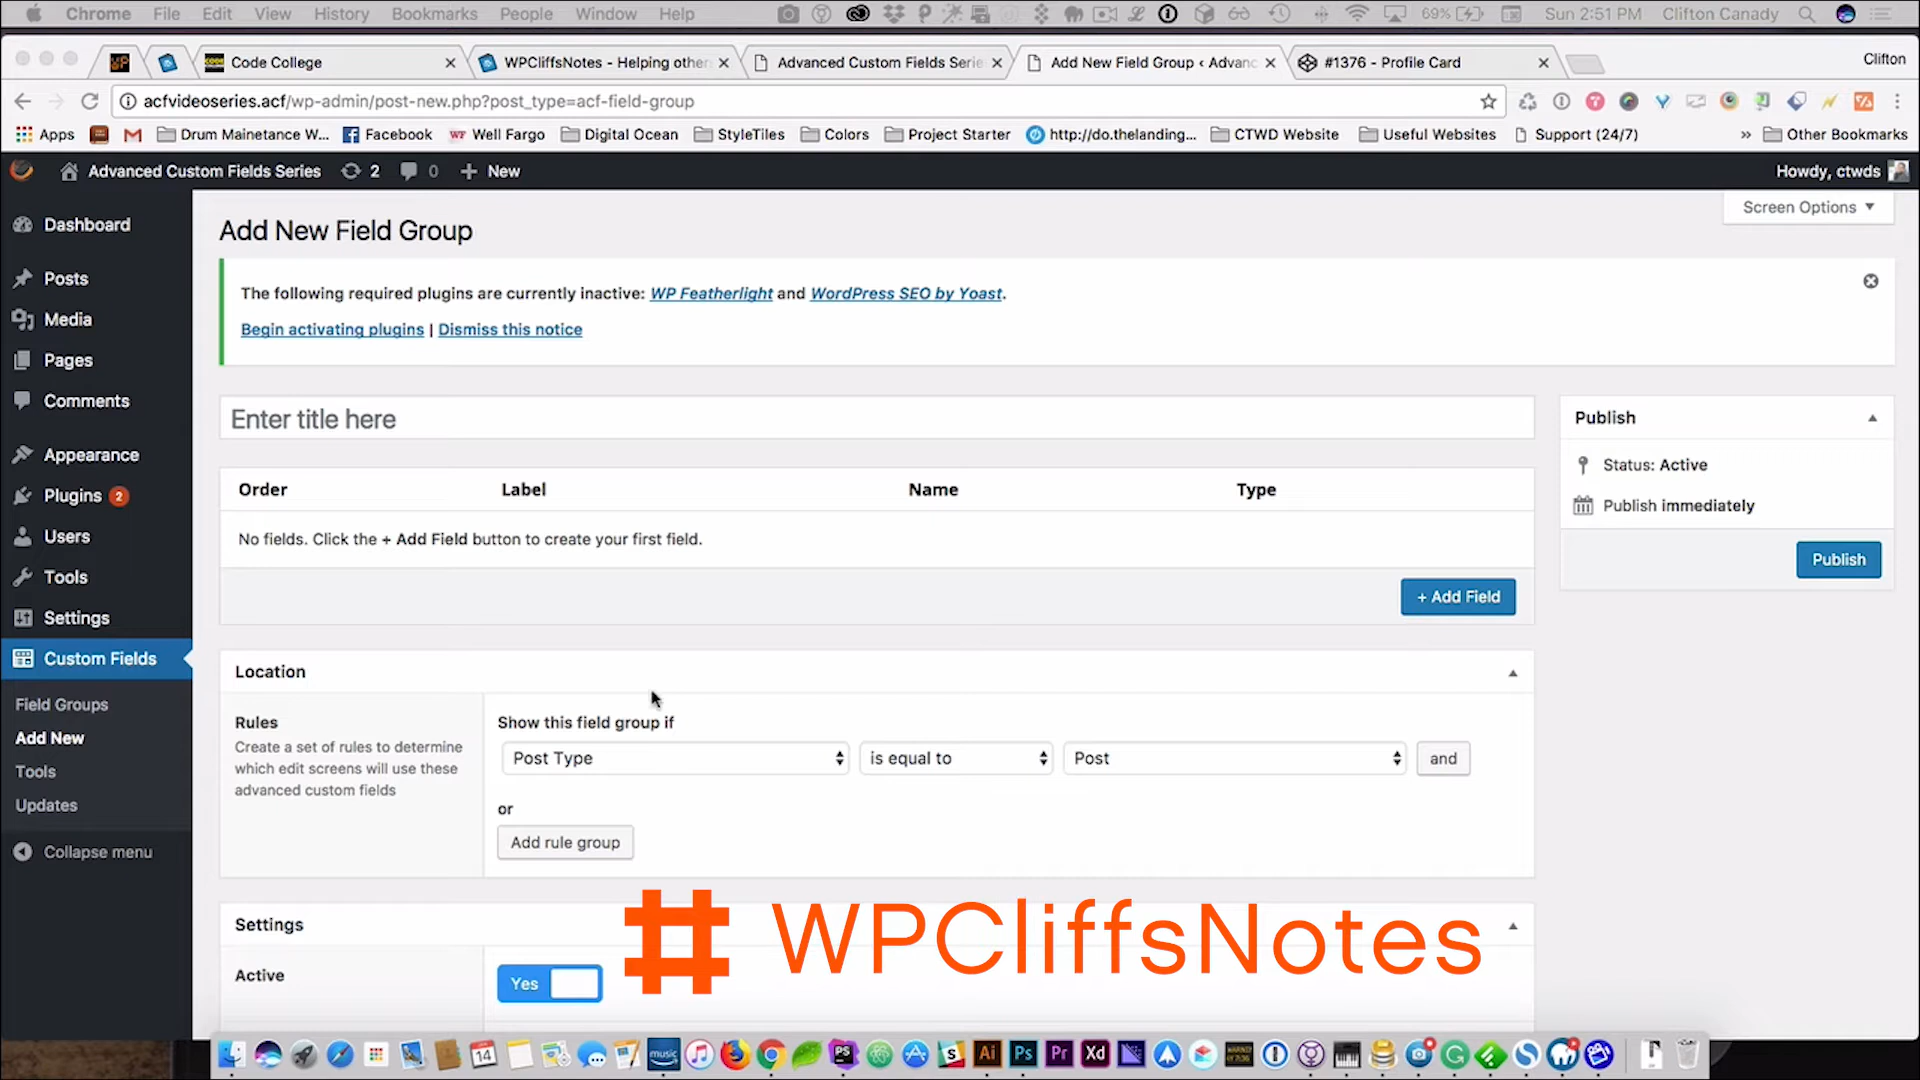 Chrome File Edit View History Bookmarks People Window Help 69% Sun 2:51 PM Clifton Canady
Code College WPCliffsNotes - Helping other Advanced Custom Fields Serie Add New Field Group ‹ Advanc #1376 - Profile Card Clifton
acfvideoseries.acf/wp-admin/post-new.php?post_type=acf-field-group
Apps Drum Mainetance W... Facebook WF Well Fargo Digital Ocean StyleTiles Colors Project Starter http://do.thelanding... CTWD Website Useful Websites Support (24/7) » Other Bookmarks
Advanced Custom Fields Series 2 0 + New Howdy, ctwds
Screen Options
Dashboard
Posts
Media
Pages
Comments
Appearance
Plugins 2
Users
Tools
Settings
Custom Fields
Field Groups
Add New
Tools
Updates
Collapse menu
Add New Field Group
The following required plugins are currently inactive: WP Featherlight and WordPress SEO by Yoast.
Begin activating plugins | Dismiss this notice
Enter title here
Order Label Name Type
No fields. Click the + Add Field button to create your first field.
+ Add Field
Publish
Status: Active
Publish immediately
Publish
Location
Rules
Create a set of rules to determine
which edit screens will use these
advanced custom fields
Show this field group if
Post Type is equal to Post and
or
Add rule group
Settings
Active
Yes
# WPCliffsNotes
14 music PS S Ai Ps Pr Xd